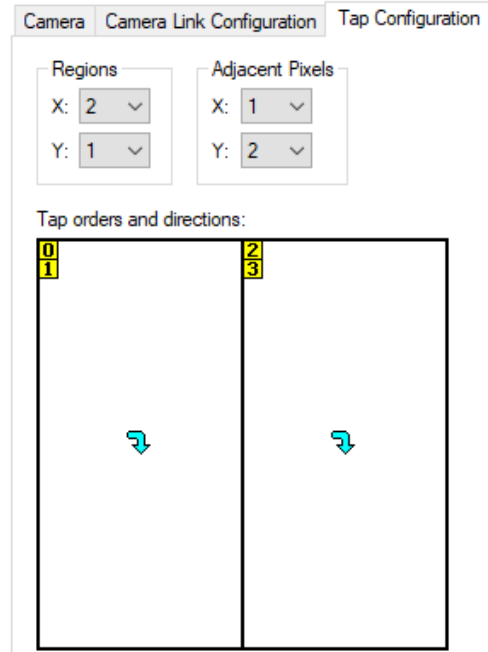 Camera Camera Link Configuration Tap Configuration
Regions Adjacent Pixels
X: 2 X: 1
Y: 1 Y: 2
Tap orders and directions:
0 2
1 3